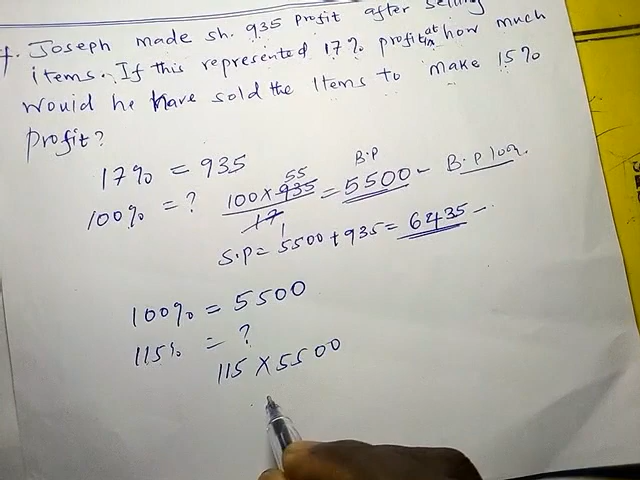 f. Joseph made sh. 935 Profit after selling
items. If this represented 17% profit, at how much
would he have sold the Items to make 15%
Profit?
17% = 935
100% = ? 100 x 935 55 / 17 1 = 5500 B.P - B.P 100%
S.P = 5500 + 935 = 6435 -
100% = 5500
115% = ?
115 x 5500